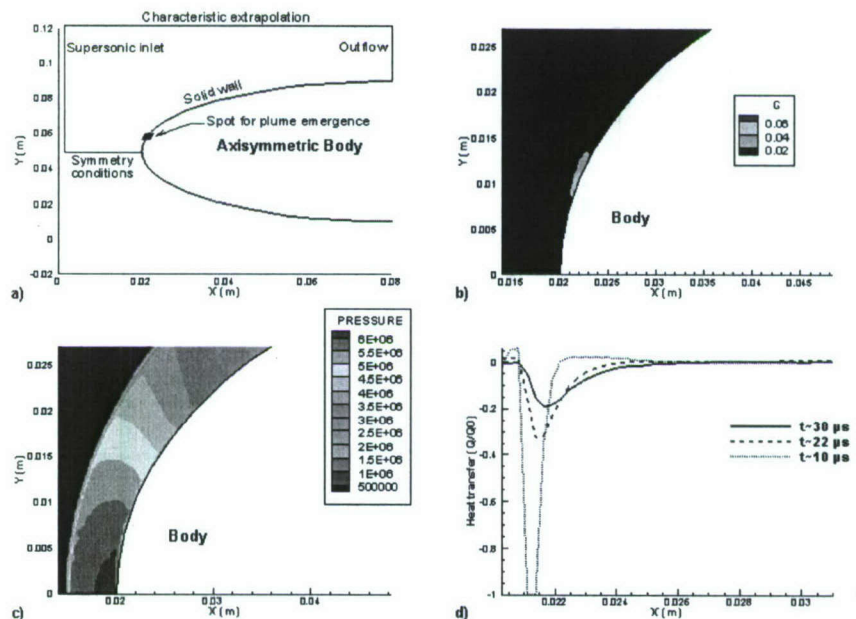 Characteristic extrapolation
Supersonic inlet
Outflow
Solid wall
Spot for plume emergence
Axisymmetric Body
Symmetry conditions
Y (m)
0.12
0.1
0.08
0.06
0.04
0.02
0
-0.02
0
0.02
0.04
0.06
0.08
X (m)
a)
Y (m)
0.025
0.02
0.015
0.01
0.005
0
0.015
0.02
0.025
0.03
0.035
0.04
0.045
X (m)
C
0.06
0.04
0.02
Body
b)
PRESSURE
6E+06
5.5E+06
5E+06
4.5E+06
4E+06
3.5E+06
3E+06
2.5E+06
2E+06
1.5E+06
1E+06
500000
Y (m)
0.025
0.02
0.015
0.01
0.005
0
0.02
0.03
0.04
X (m)
Body
c)
Heat transfer (Q/Q0)
0
-0.2
-0.4
-0.6
-0.8
-1
0.022
0.024
0.026
0.028
0.03
X (m)
t~30 µs
t~22 µs
t~10 µs
d)